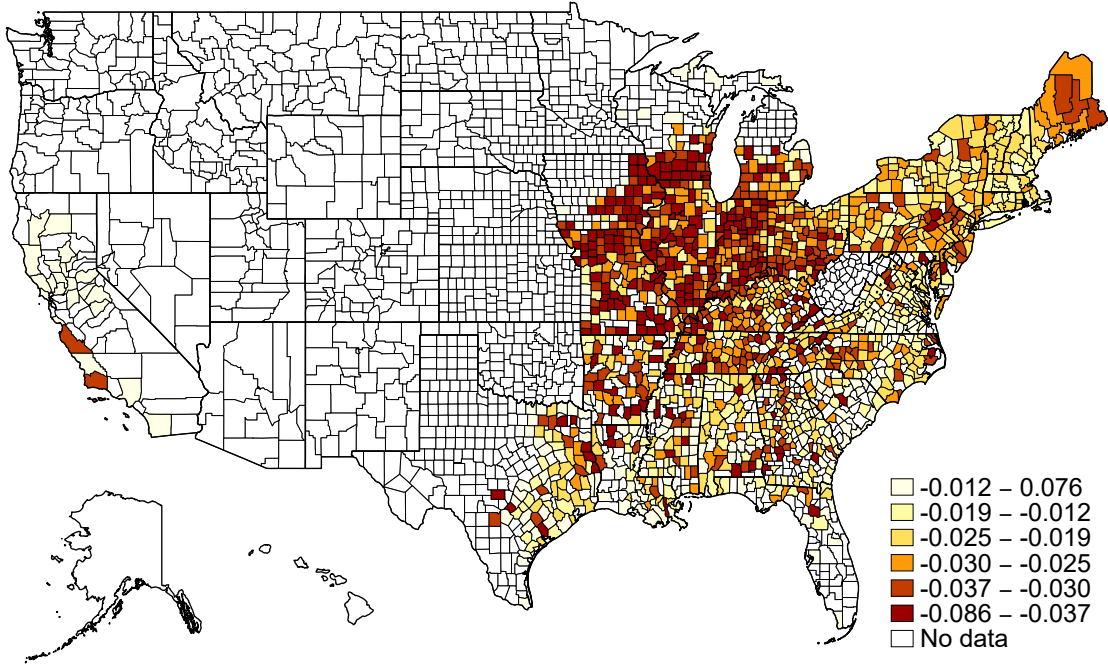 -0.012 – 0.076
-0.019 – -0.012
-0.025 – -0.019
-0.030 – -0.025
-0.037 – -0.030
-0.086 – -0.037
No data